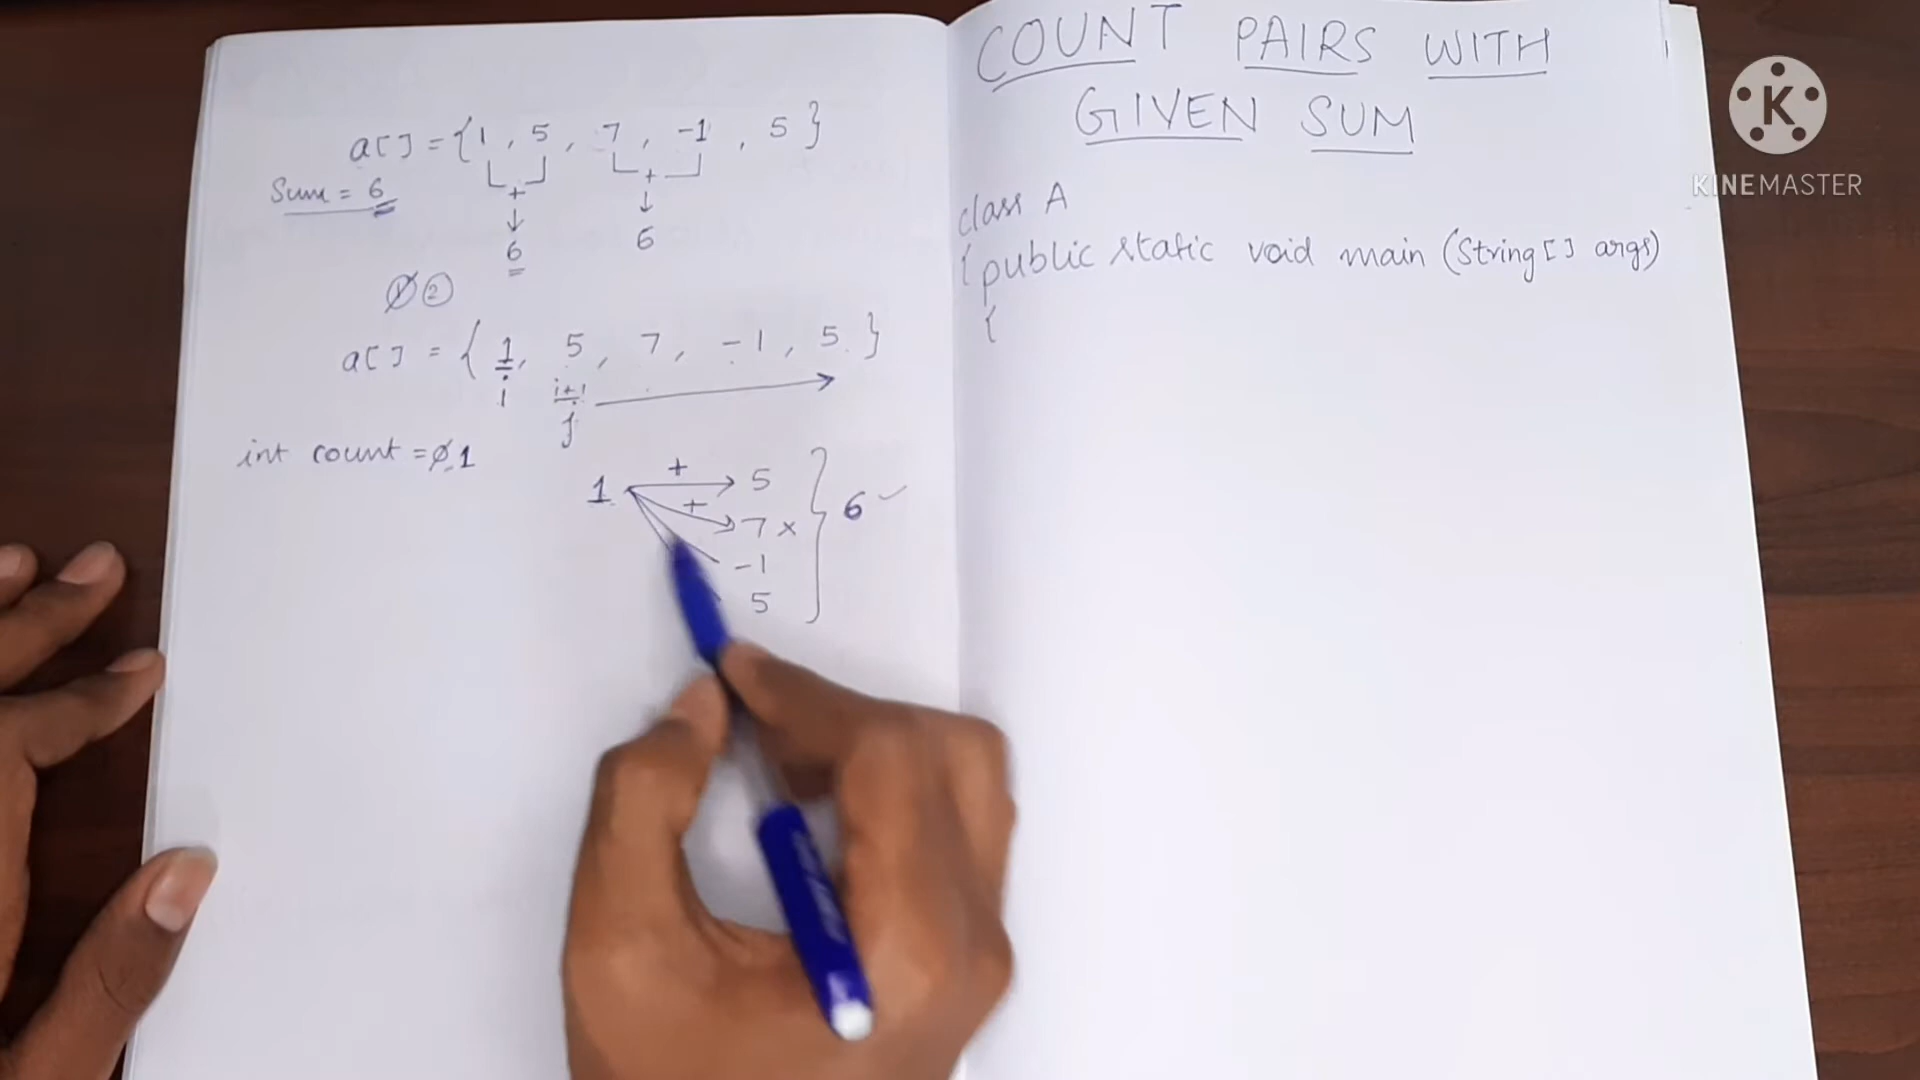 a[] = {1, 5, 7, -1, 5}
Sum = 6
+ +
↓ ↓
6 6
1 2
a[] = {1, 5, 7, -1, 5}
i i+1
j
int count = 0 1
1 + 5
+ 7 x
-1
5
} 6 ✓
COUNT PAIRS WITH
GIVEN SUM
class A
{ public static void main (String[] args)
{
K
KINEMASTER